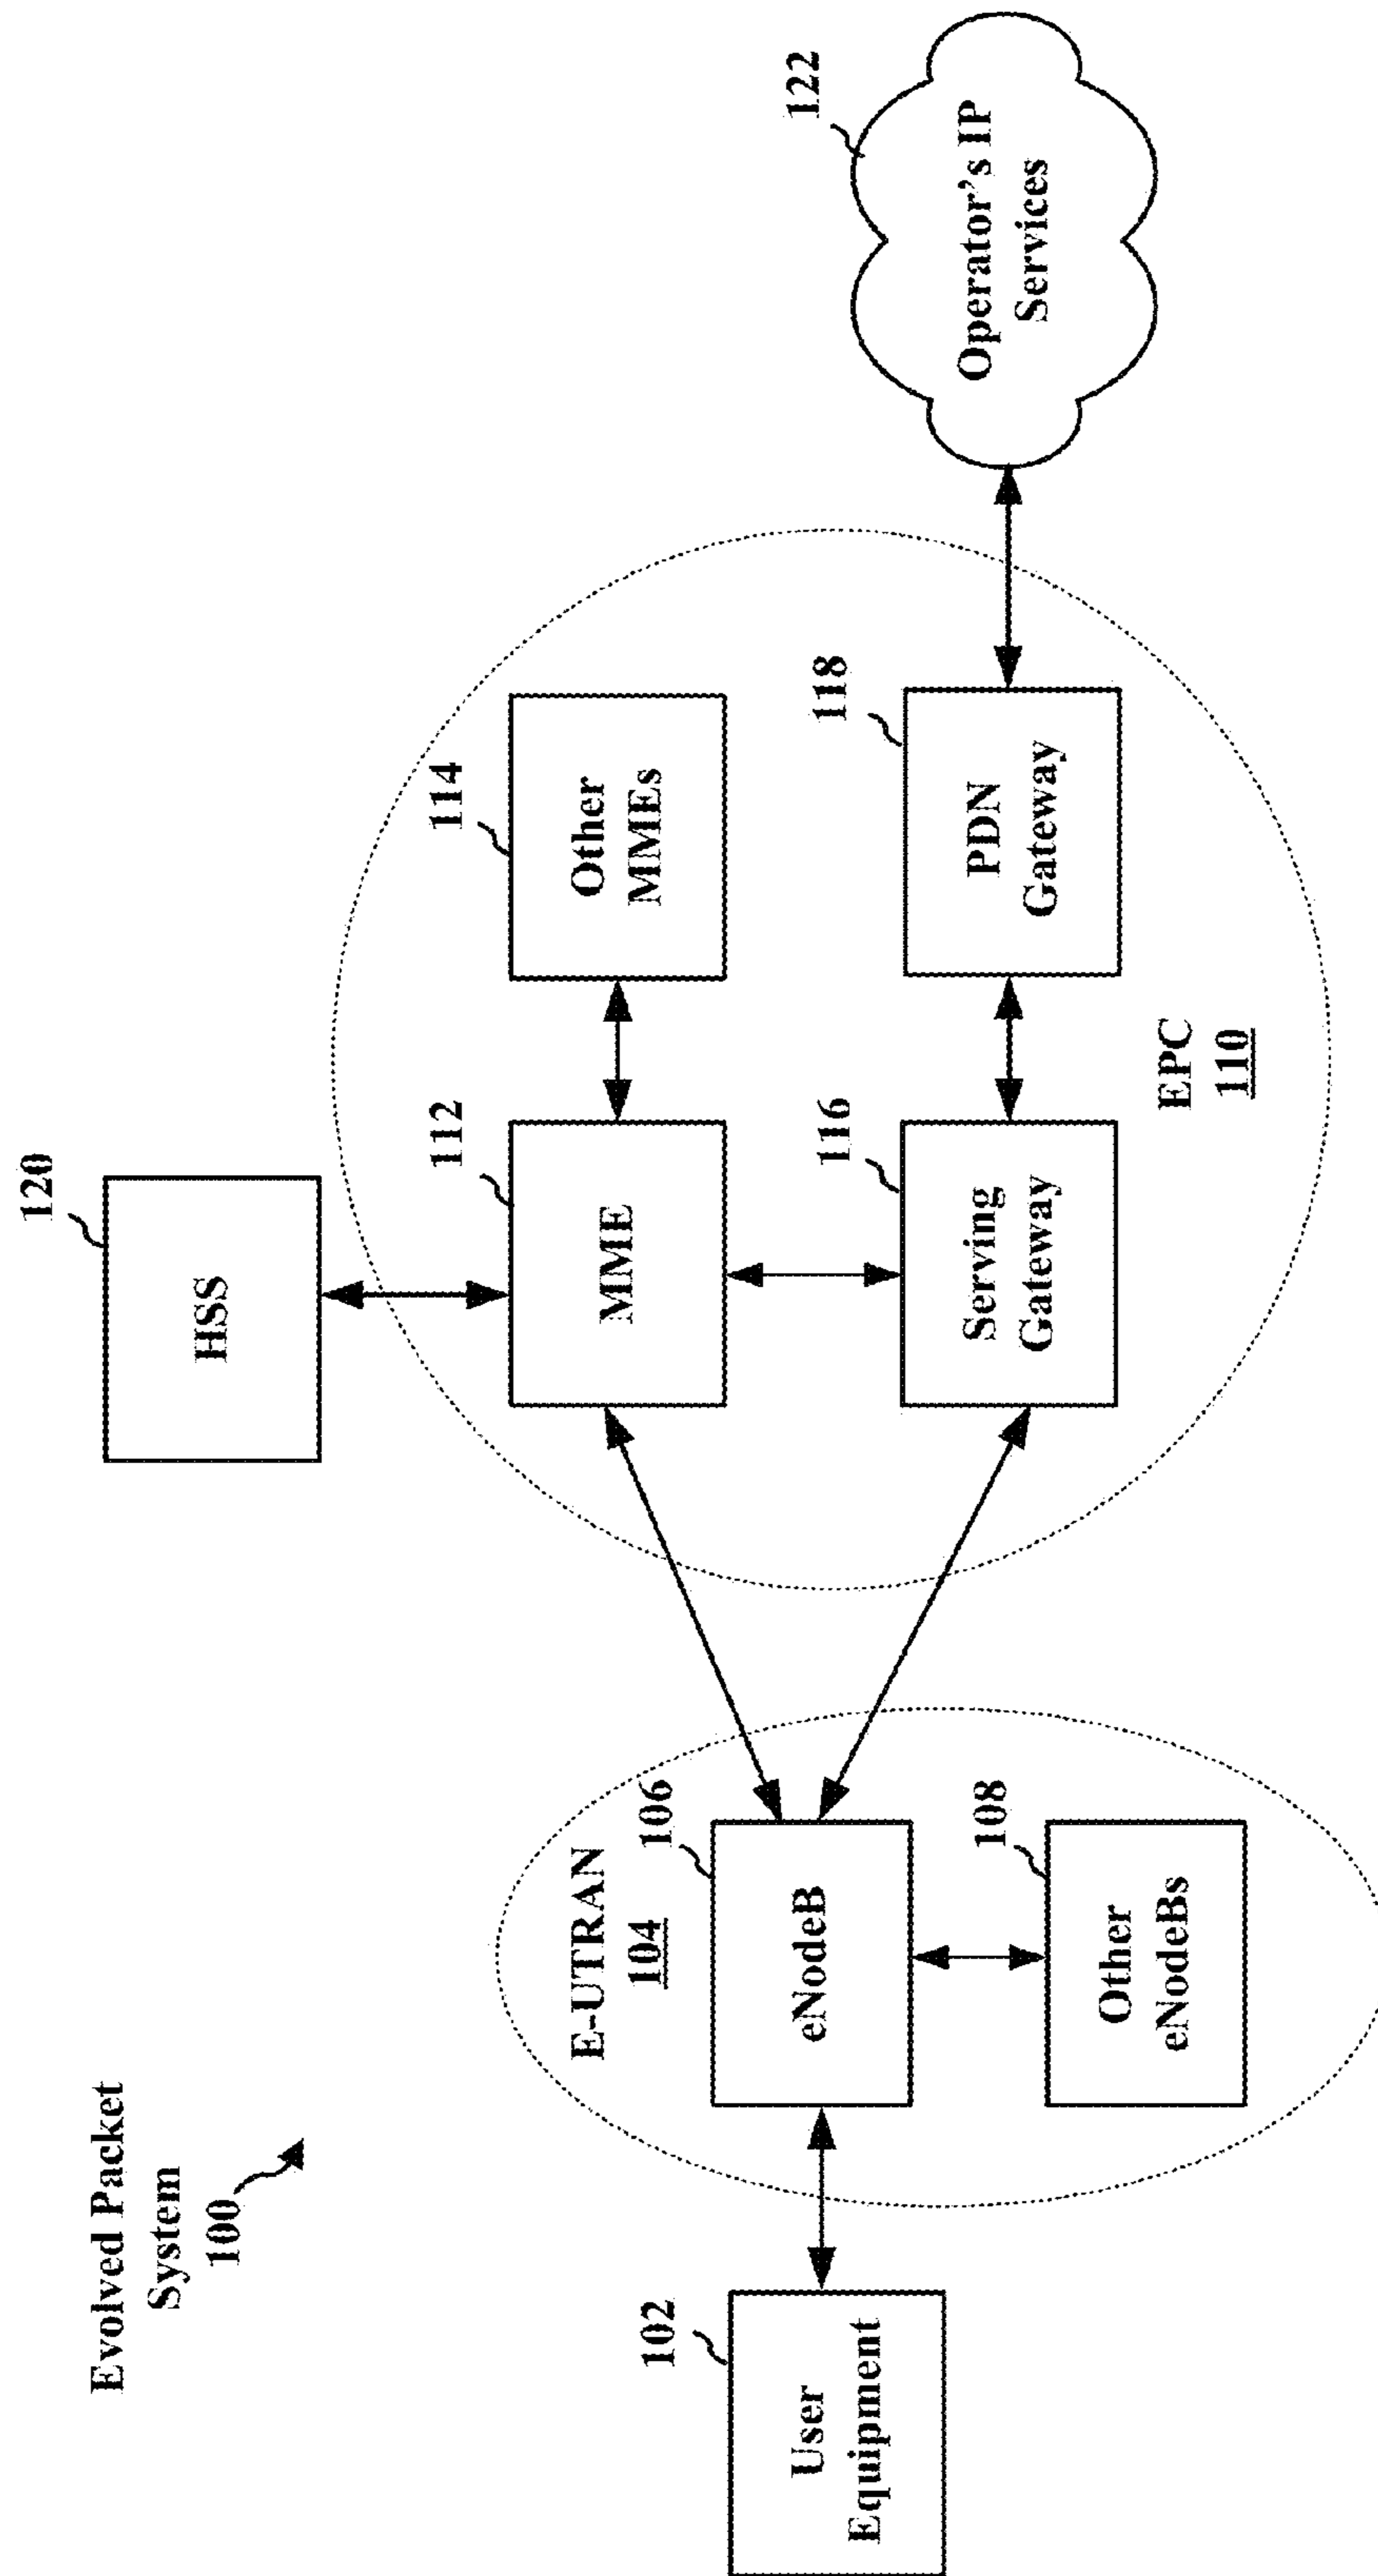 Evolved Packet
System
100
102
User
Equipment
E-UTRAN
104
106
eNodeB
108
Other
eNodeBs
120
HSS
112
MME
114
Other
MMEs
116
Serving
Gateway
118
PDN
Gateway
EPC
110
122
Operator's IP
Services